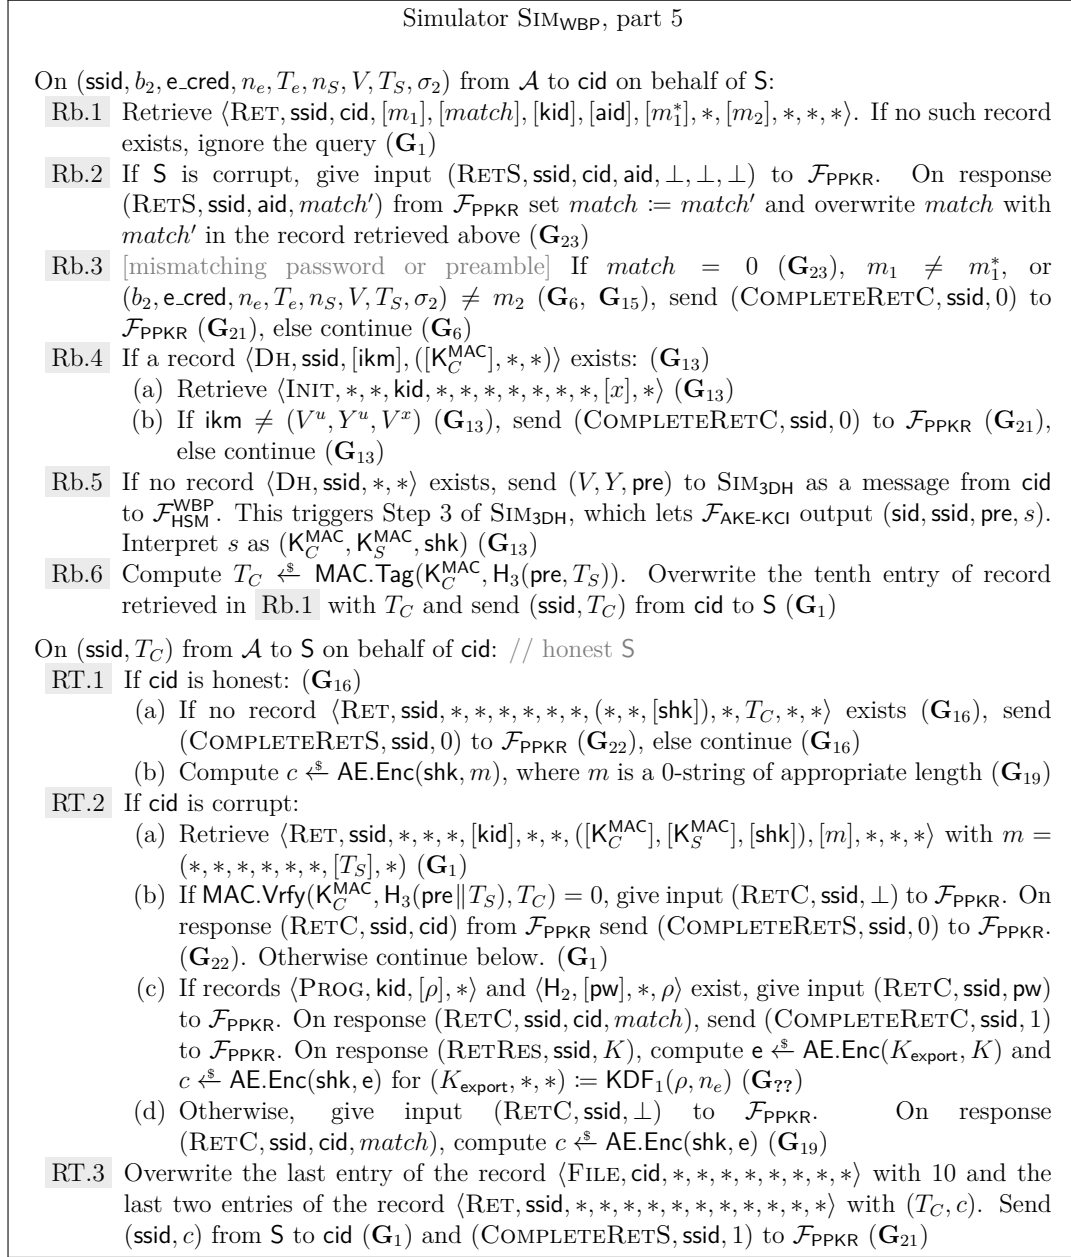 Simulator SIM_WBP, part 5
On (ssid, b_2, e_cred, n_e, T_e, n_S, V, T_S, σ_2) from 𝒜 to cid on behalf of S:
Rb.1 Retrieve ⟨RET, ssid, cid, [m_1], [match], [kid], [aid], [m_1^*], *, [m_2], *, *, *⟩. If no such record
exists, ignore the query (G_1)
Rb.2 If S is corrupt, give input (RETS, ssid, cid, aid, ⊥, ⊥, ⊥) to ℱ_PPKR. On response
(RETS, ssid, aid, match′) from ℱ_PPKR set match := match′ and overwrite match with
match′ in the record retrieved above (G_23)
Rb.3 [mismatching password or preamble] If match = 0 (G_23), m_1 ≠ m_1^*, or
(b_2, e_cred, n_e, T_e, n_S, V, T_S, σ_2) ≠ m_2 (G_6, G_15), send (COMPLETERETC, ssid, 0) to
ℱ_PPKR (G_21), else continue (G_6)
Rb.4 If a record ⟨DH, ssid, [ikm], ([K_C^MAC], *, *)⟩ exists: (G_13)
(a) Retrieve ⟨INIT, *, *, kid, *, *, *, *, *, *, *, [x], *⟩ (G_13)
(b) If ikm ≠ (V^u, Y^u, V^x) (G_13), send (COMPLETERETC, ssid, 0) to ℱ_PPKR (G_21),
else continue (G_13)
Rb.5 If no record ⟨DH, ssid, *, *⟩ exists, send (V, Y, pre) to SIM_3DH as a message from cid
to ℱ_HSM^WBP. This triggers Step 3 of SIM_3DH, which lets ℱ_AKE-KCI output (sid, ssid, pre, s).
Interpret s as (K_C^MAC, K_S^MAC, shk) (G_13)
Rb.6 Compute T_C ←$ MAC.Tag(K_C^MAC, H_3(pre, T_S)). Overwrite the tenth entry of record
retrieved in Rb.1 with T_C and send (ssid, T_C) from cid to S (G_1)
On (ssid, T_C) from 𝒜 to S on behalf of cid: // honest S
RT.1 If cid is honest: (G_16)
(a) If no record ⟨RET, ssid, *, *, *, *, *, *, (*, *, [shk]), *, T_C, *, *⟩ exists (G_16), send
(COMPLETERETS, ssid, 0) to ℱ_PPKR (G_22), else continue (G_16)
(b) Compute c ←$ AE.Enc(shk, m), where m is a 0-string of appropriate length (G_19)
RT.2 If cid is corrupt:
(a) Retrieve ⟨RET, ssid, *, *, *, [kid], *, *, ([K_C^MAC], [K_S^MAC], [shk]), [m], *, *, *⟩ with m =
(*, *, *, *, *, *, [T_S], *) (G_1)
(b) If MAC.Vrfy(K_C^MAC, H_3(pre∥T_S), T_C) = 0, give input (RETC, ssid, ⊥) to ℱ_PPKR. On
response (RETC, ssid, cid) from ℱ_PPKR send (COMPLETERETS, ssid, 0) to ℱ_PPKR.
(G_22). Otherwise continue below. (G_1)
(c) If records ⟨PROG, kid, [ρ], *⟩ and ⟨H_2, [pw], *, ρ⟩ exist, give input (RETC, ssid, pw)
to ℱ_PPKR. On response (RETC, ssid, cid, match), send (COMPLETERETC, ssid, 1)
to ℱ_PPKR. On response (RETRES, ssid, K), compute e ←$ AE.Enc(K_export, K) and
c ←$ AE.Enc(shk, e) for (K_export, *, *) := KDF_1(ρ, n_e) (G_??)
(d) Otherwise, give input (RETC, ssid, ⊥) to ℱ_PPKR. On response
(RETC, ssid, cid, match), compute c ←$ AE.Enc(shk, e) (G_19)
RT.3 Overwrite the last entry of the record ⟨FILE, cid, *, *, *, *, *, *, *, *⟩ with 10 and the
last two entries of the record ⟨RET, ssid, *, *, *, *, *, *, *, *, *, *, *⟩ with (T_C, c). Send
(ssid, c) from S to cid (G_1) and (COMPLETERETS, ssid, 1) to ℱ_PPKR (G_21)